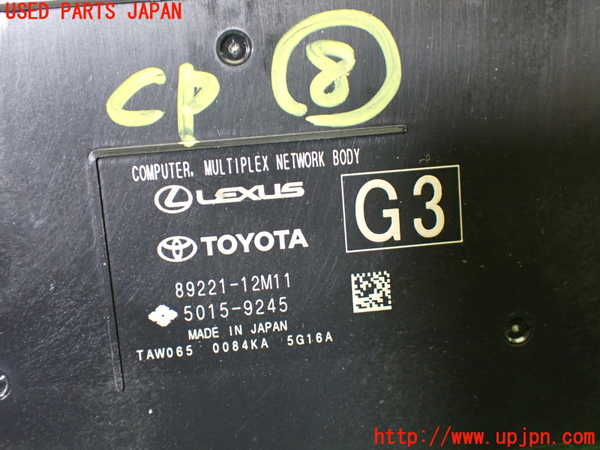 USED PARTS JAPAN
CP 8
COMPUTER, MULTIPLEX NETWORK BODY
LEXUS
G3
TOYOTA
89221-12M11
5015-9245
MADE IN JAPAN
TAW065 0084KA 5G16A
http://www.upjpn.com/